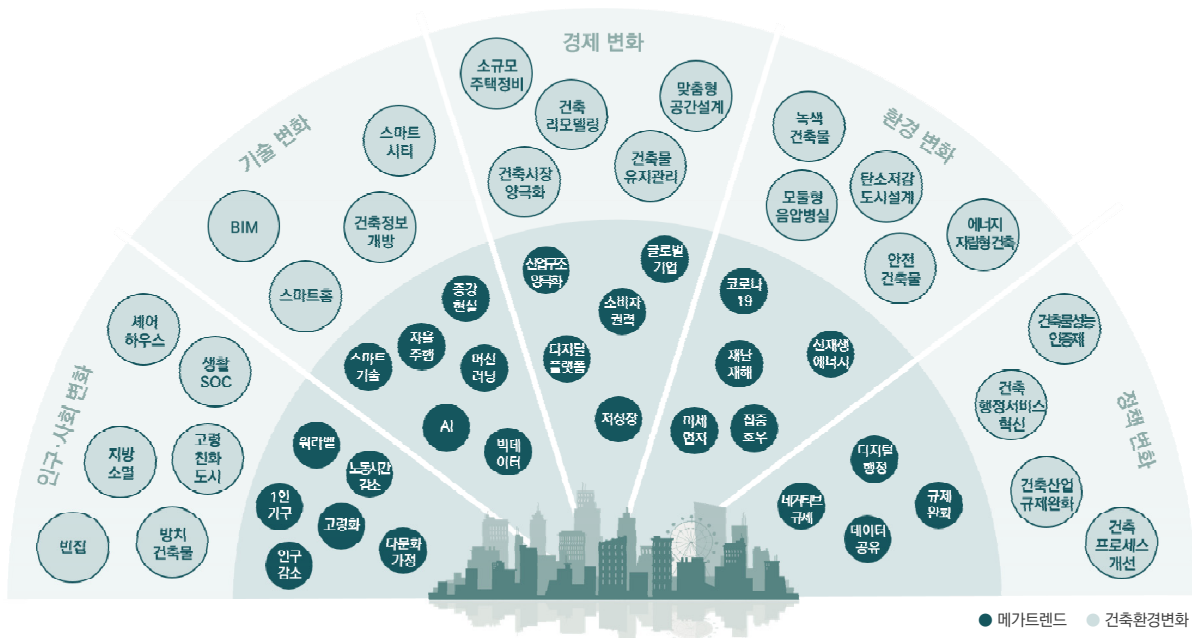 경제 변화
소규모
주택정비
건축
리모델링
맞춤형
공간설계
건축시장
양극화
건축물
유지관리
기술 변화
스마트
시티
BIM
건축정보
개방
스마트홈
환경 변화
녹색
건축물
모듈형
음압병실
탄소저감
도시설계
에너지
자립형건축
안전
건축물
인구·사회 변화
셰어
하우스
생활
SOC
지방
소멸
고령
친화
도시
빈집
방치
건축물
정책 변화
건축물성능
인증제
건축
행정서비스
혁신
건축산업
규제완화
건축
프로세스
개선
산업구조
양극화
글로벌
기업
소비자
권력
디지털
플랫폼
저성장
증강
현실
자율
주행
스마트
기술
머신
러닝
AI
빅데
이터
코로나
19
재난
재해
신재생
에너지
미세
먼지
집중
호우
워라밸
노동시간
감소
1인
가구
고령화
인구
감소
다문화
가정
디지털
행정
네거티브
규제
데이터
공유
규제
완화
메가트렌드
건축환경변화